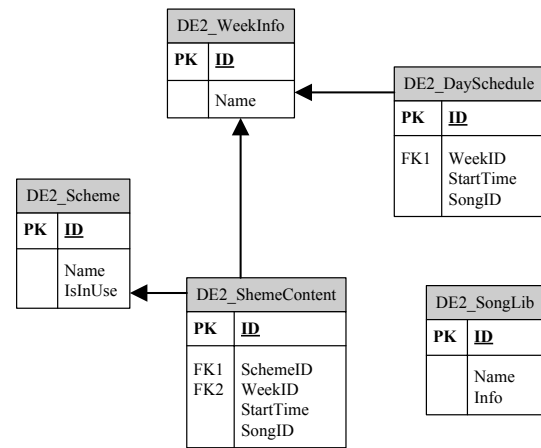 DE2_WeekInfo
PK ID
Name
DE2_DaySchedule
PK ID
FK1 WeekID
StartTime
SongID
DE2_Scheme
PK ID
Name
IsInUse
DE2_ShemeContent
PK ID
FK1 SchemeID
FK2 WeekID
StartTime
SongID
DE2_SongLib
PK ID
Name
Info